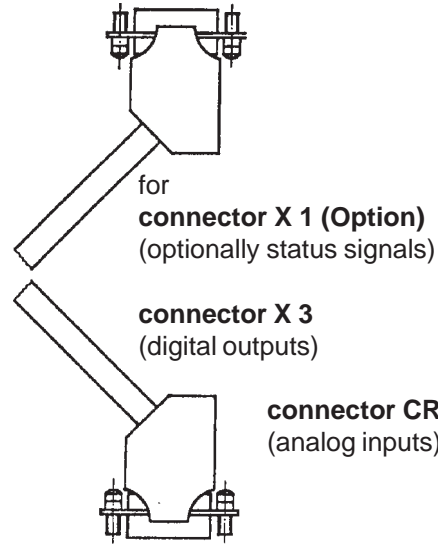 for
connector X 1 (Option)
(optionally status signals)
connector X 3
(digital outputs)
connector CR
(analog inputs)